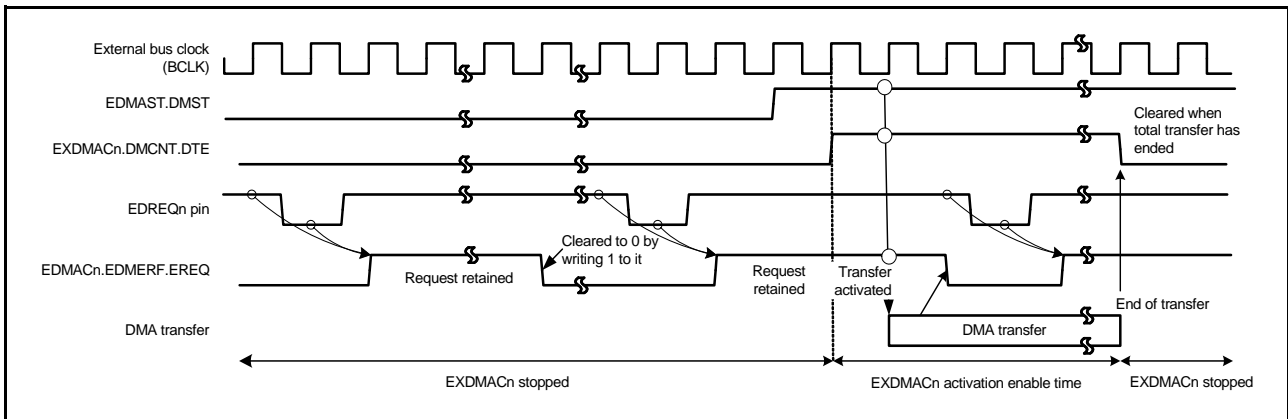 External bus clock
(BCLK)
EDMAST.DMST
Cleared when
total transfer has
ended
EXDMACn.DMCNT.DTE
EDREQn pin
Cleared to 0 by
writing 1 to it
EDMACn.EDMERF.EREQ
Request retained
Request
retained
Transfer
activated
End of transfer
DMA transfer
DMA transfer
EXDMACn stopped
EXDMACn activation enable time
EXDMACn stopped